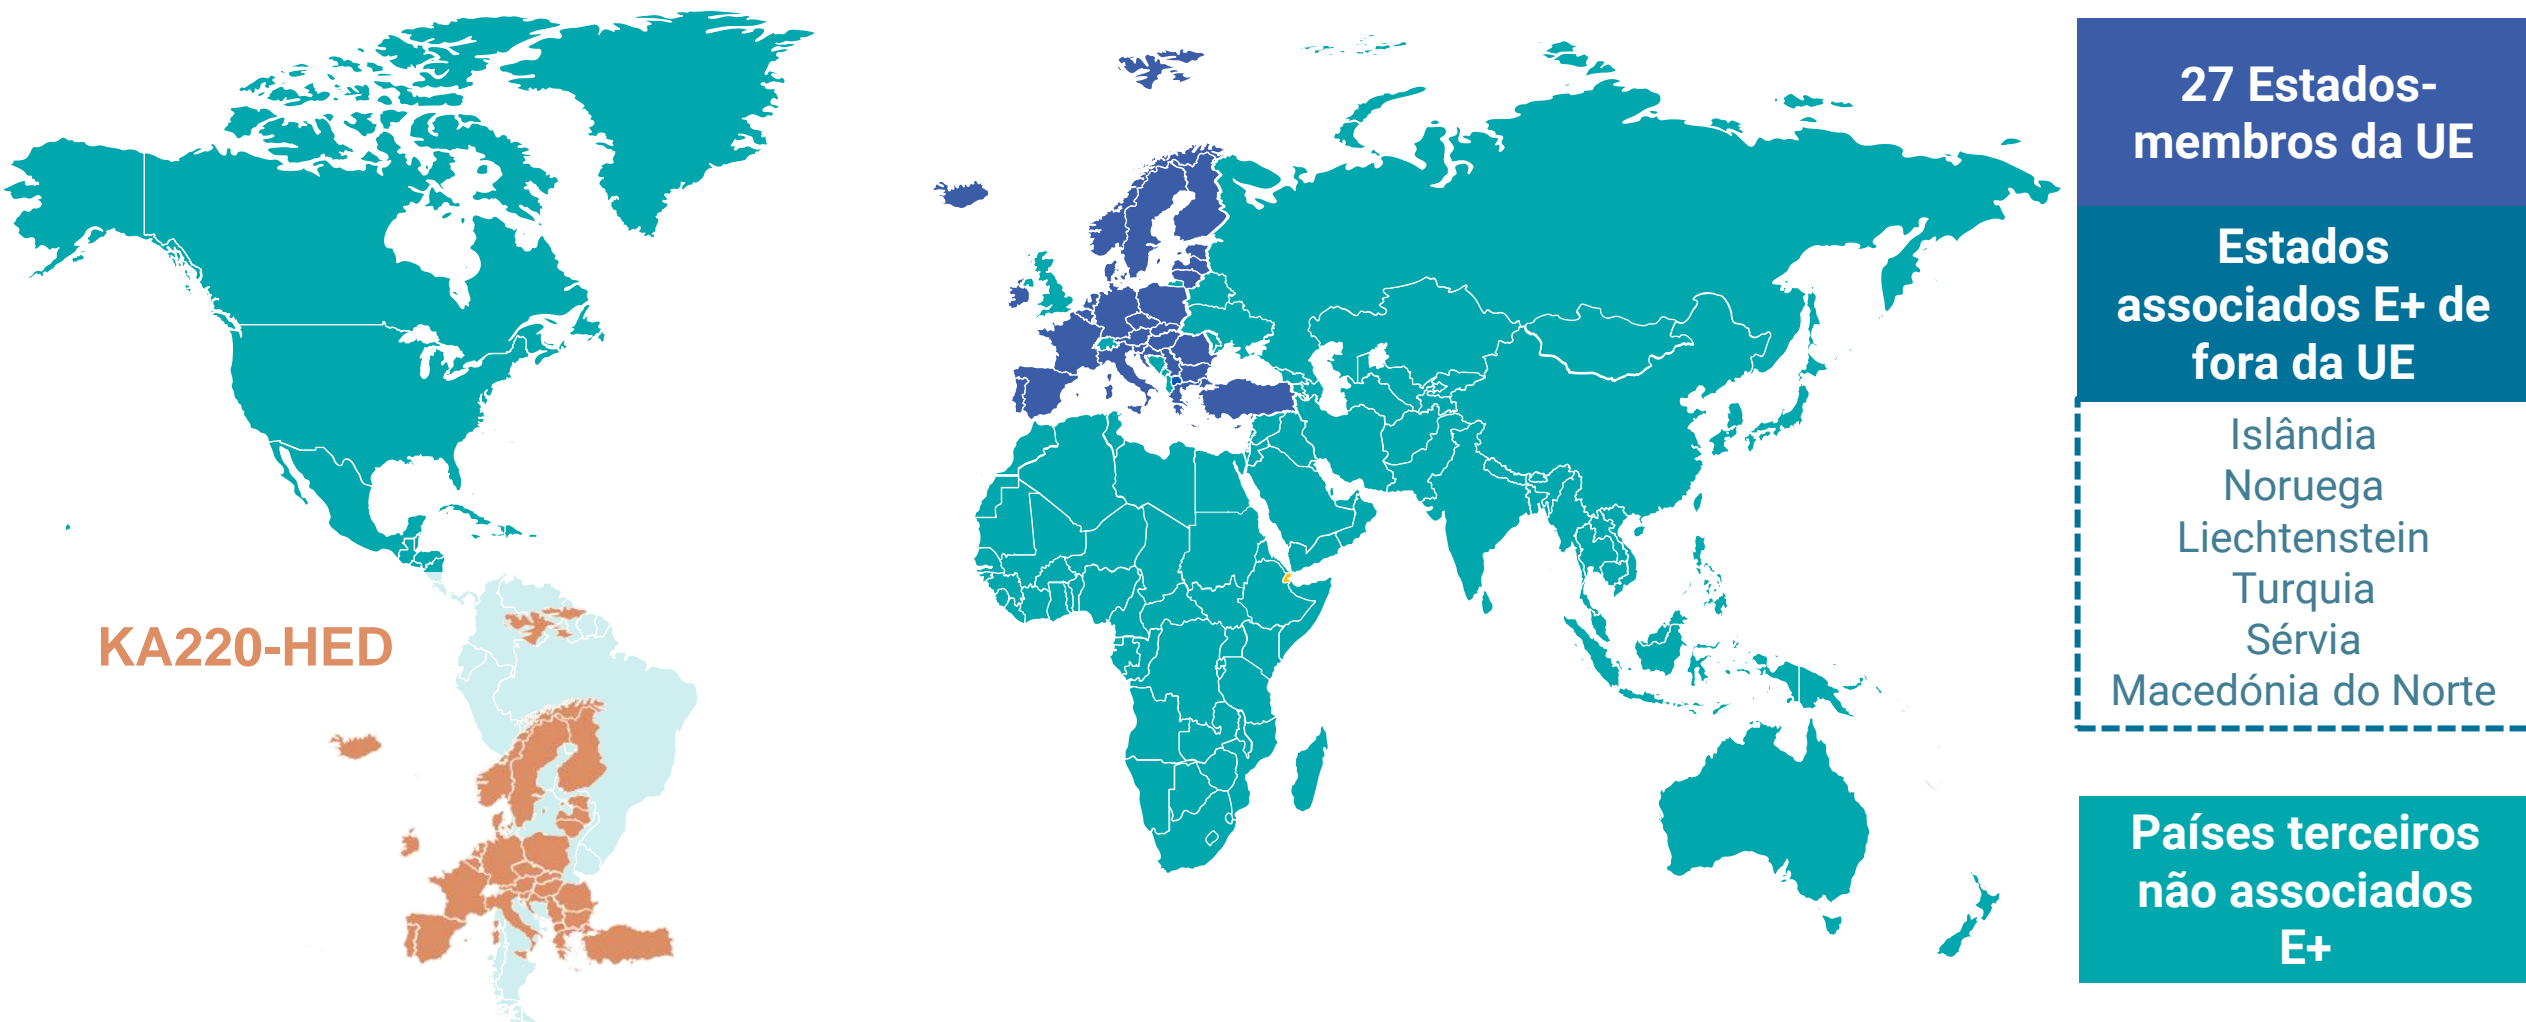 27 Estados-
membros da UE
Estados
associados E+ de
fora da UE
Islândia
Noruega
Liechtenstein
Turquia
Sérvia
Macedónia do Norte
KA220-HED
Países terceiros
não associados
E+